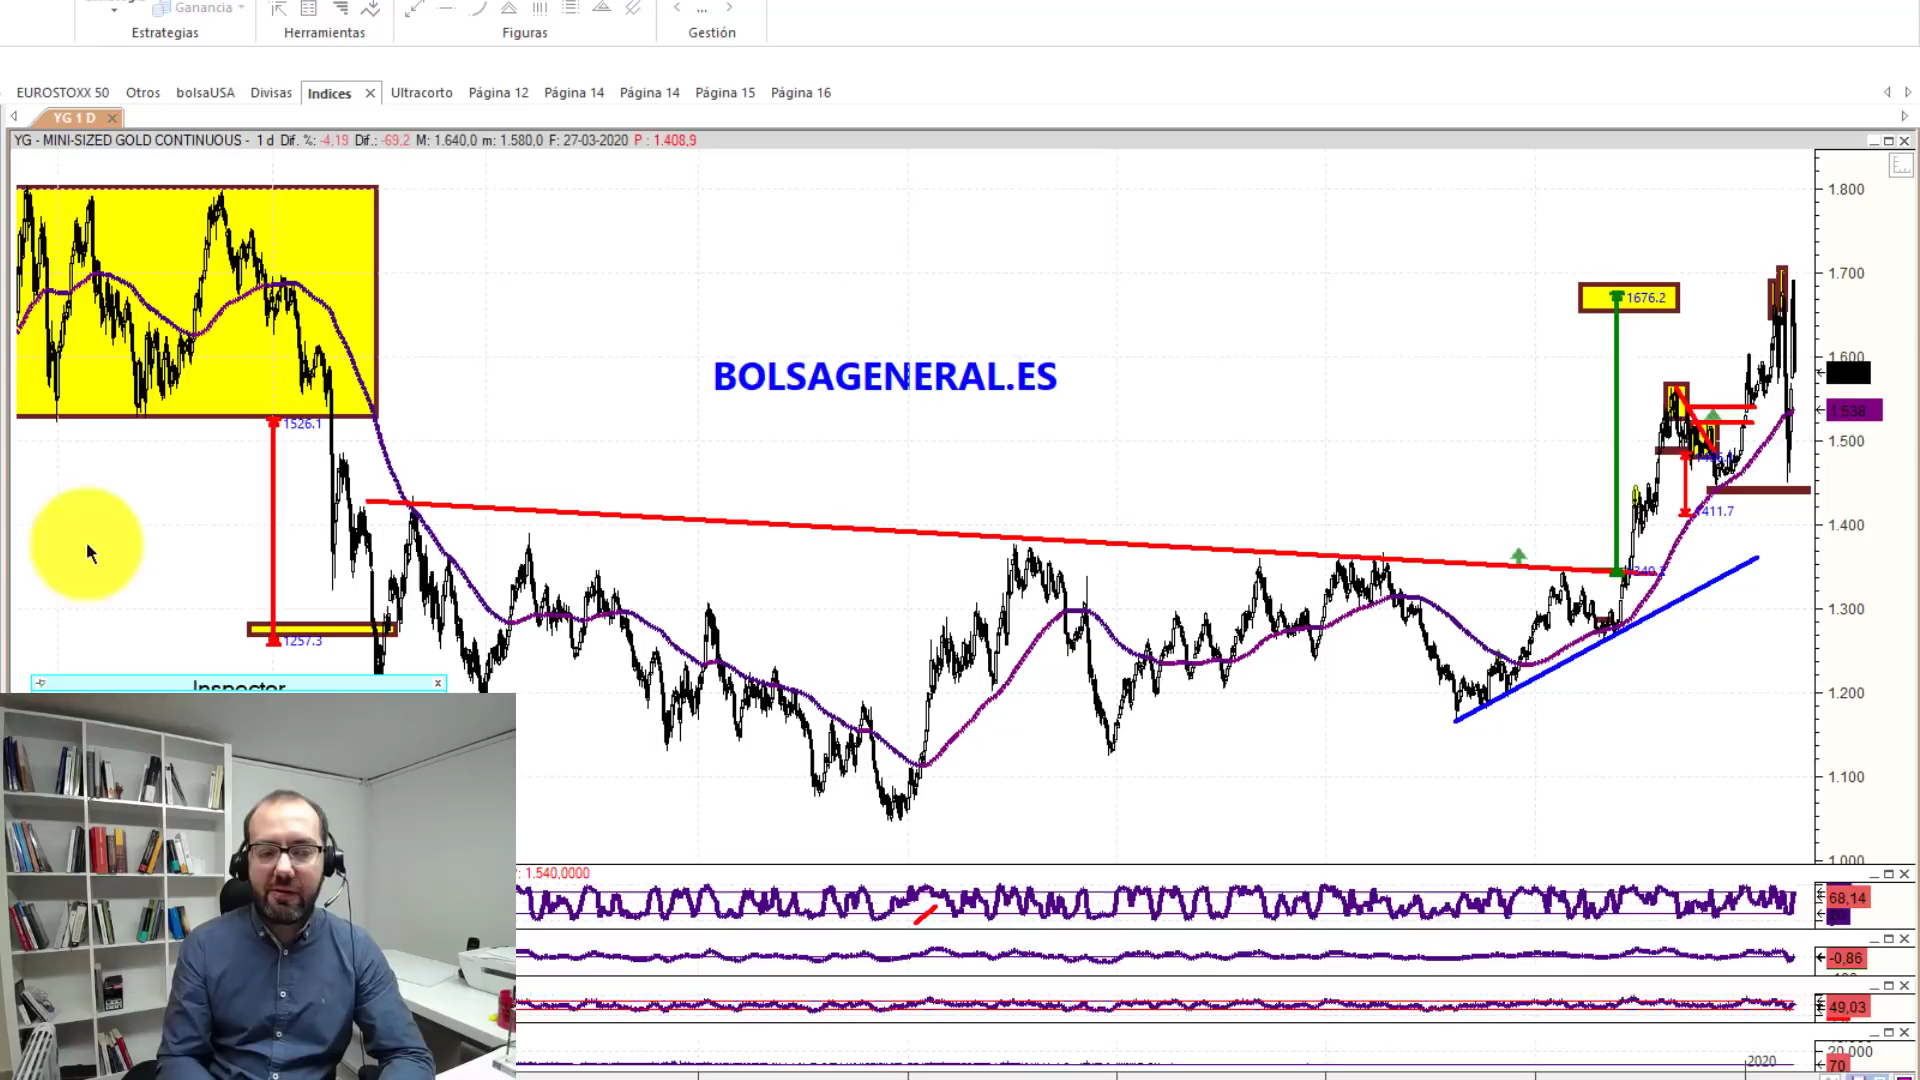 Ganancia
Estrategias
Herramientas
Figuras
...
Gestión
EUROSTOXX 50 Otros bolsaUSA Divisas Indices Ultracorto Página 12 Página 14 Página 14 Página 15 Página 16
YG 1 D
YG - MINI-SIZED GOLD CONTINUOUS - 1 d Dif. %: -4.19 Dif.: -69,2 M: 1.640,0 m: 1.580,0 F: 27-03-2020 P : 1.408,9
1.800
1.700
1676.2
1.600
BOLSAGENERAL.ES
1.538
1526.1
1.500
1.400
1411.7
1.300
1257.3
1.200
Inspector
1.100
1.000
: 1.540,0000
68,14
20
-0,86
49,03
20.000
70
2020